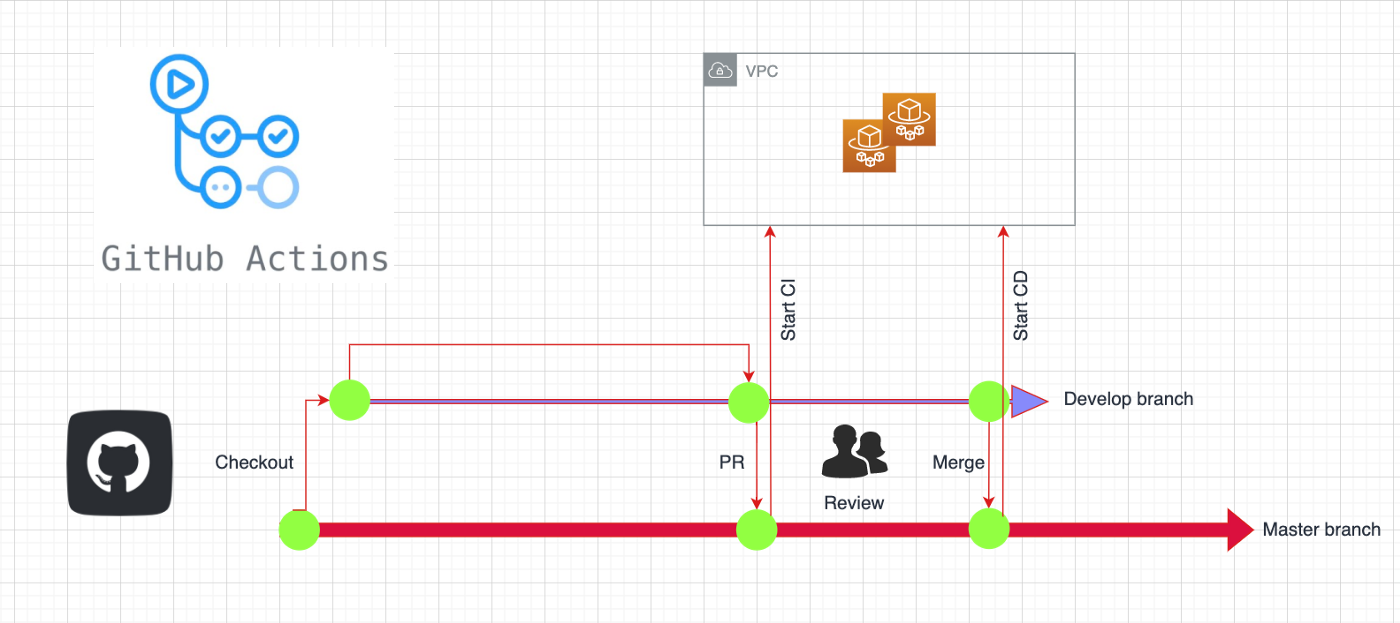 VPC
GitHub Actions
Start CI
Start CD
Develop branch
Checkout
PR
Merge
Review
Master branch